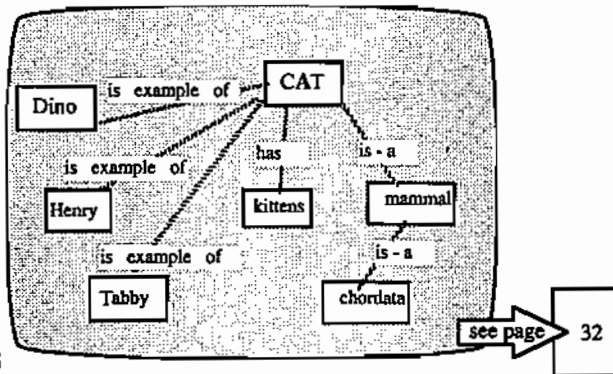 CAT
is example of
Dino
is example of
has
is - a
Henry
kittens
mammal
is example of
is - a
Tabby
chordata
see page
32